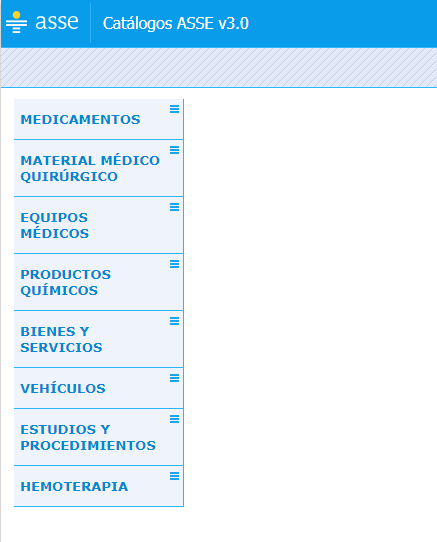 asse Catálogos ASSE v3.0
MEDICAMENTOS
MATERIAL MÉDICO
QUIRÚRGICO
EQUIPOS
MÉDICOS
PRODUCTOS
QUÍMICOS
BIENES Y
SERVICIOS
VEHÍCULOS
ESTUDIOS Y
PROCEDIMIENTOS
HEMOTERAPIA